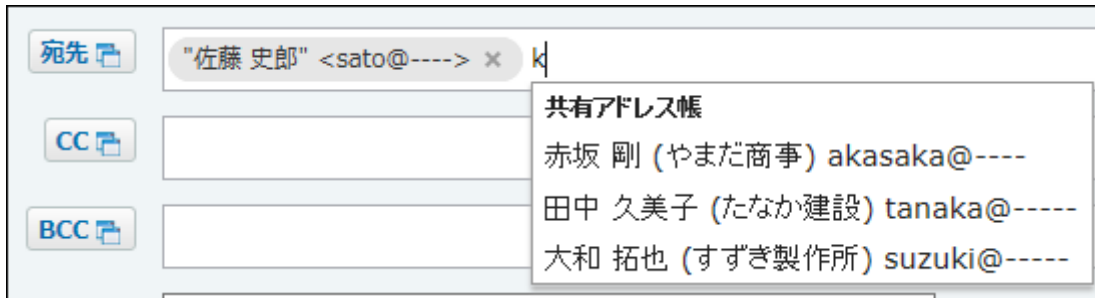 宛先 "佐藤 史郎" <sato@----> × k
共有アドレス帳
CC
赤坂 剛 (やまだ商事) akasaka@----
田中 久美子 (たなか建設) tanaka@-----
BCC
大和 拓也 (すずき製作所) suzuki@-----